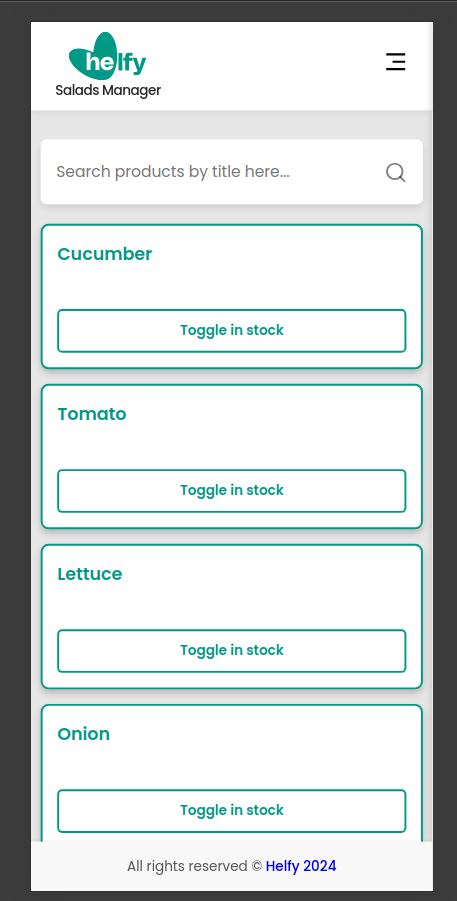 helfy
Salads Manager
Search products by title here...
Cucumber
Toggle in stock
Tomato
Toggle in stock
Lettuce
Toggle in stock
Onion
Toggle in stock
All rights reserved © Helfy 2024